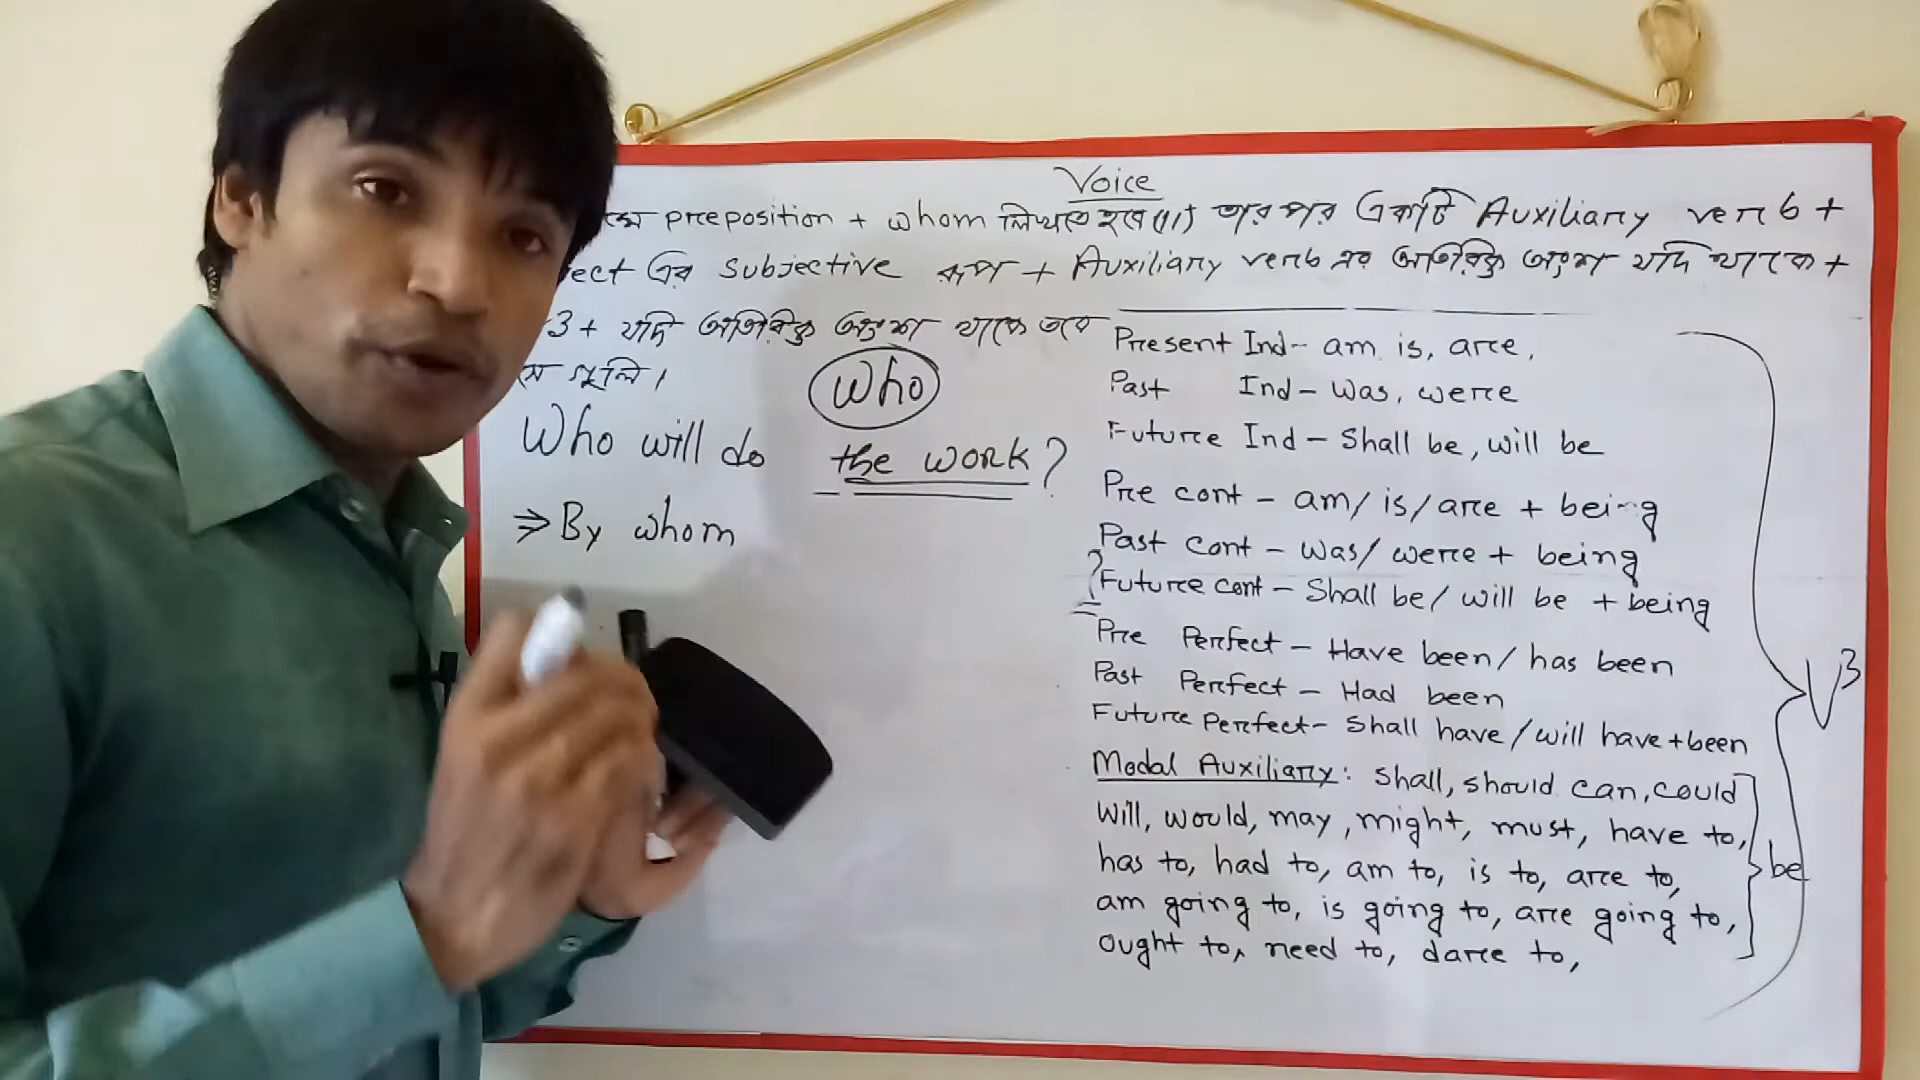 Voice
preposition + whom লিখতে হবে (।) তার পর একটি Auxiliary verb +
ject এর subjective রূপ + Auxiliary verb এর অতিরিক্ত অংশ যদি থাকে +
3 + যদি অতিরিক্ত অংশ থাকে তবে
সে গুলি।
who
Who will do the work?
⇒ By whom
Present Ind - am is, are,
Past Ind - was, were
Future Ind - Shall be, will be
Pre cont - am/ is/ are + being
Past cont - was/ were + being
? Future cont - Shall be/ will be + being
Pre Perfect - Have been/ has been
Past Perfect - Had been
Future Perfect - Shall have / will have + been
Modal Auxiliary: Shall, should can, could
will, would, may, might, must, have to,
has to, had to, am to, is to, are to,
am going to, is going to, are going to,
ought to, need to, dare to,
be
V3